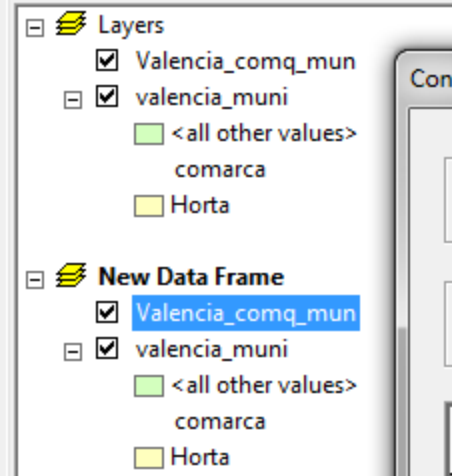 Layers
Valencia_comq_mun
valencia_muni
<all other values>
comarca
Horta
New Data Frame
Valencia_comq_mun
valencia_muni
<all other values>
comarca
Horta
Con